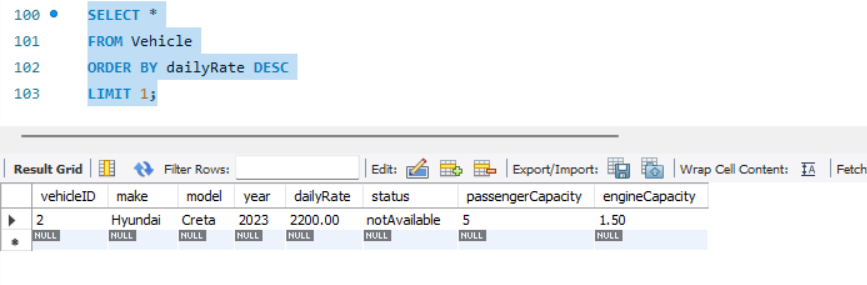 100 SELECT *
101 FROM Vehicle
102 ORDER BY dailyRate DESC
103 LIMIT 1;
Result Grid Filter Rows: Edit: Export/Import: Wrap Cell Content: Fetch
vehicleID make model year dailyRate status passengerCapacity engineCapacity
2 Hyundai Creta 2023 2200.00 notAvailable 5 1.50
NULL NULL NULL NULL NULL NULL NULL NULL